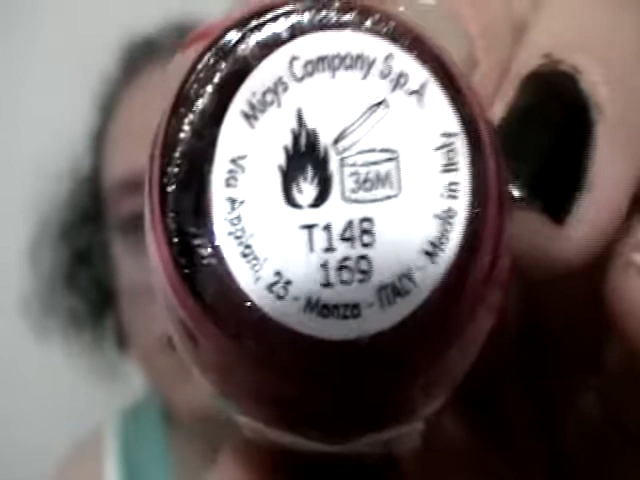 Micys Company S.p.A.
36M
T148
169
Via Appiani, 25 - Monza - ITALY - Made in Italy